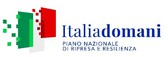 Italiadomani
PIANO NAZIONALE
DI RIPRESA E RESILIENZA